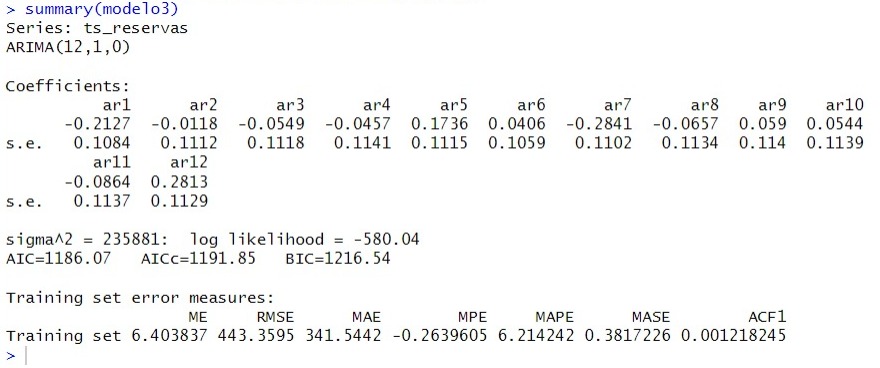 > summary(modelo3)
Series: ts_reservas
ARIMA(12,1,0)
Coefficients:
ar1 ar2 ar3 ar4 ar5 ar6 ar7 ar8 ar9 ar10
-0.2127 -0.0118 -0.0549 -0.0457 0.1736 0.0406 -0.2841 -0.0657 0.059 0.0544
s.e. 0.1084 0.1112 0.1118 0.1141 0.1115 0.1059 0.1102 0.1134 0.114 0.1139
ar11 ar12
-0.0864 0.2813
s.e. 0.1137 0.1129
sigma^2 = 235881: log likelihood = -580.04
AIC=1186.07 AICc=1191.85 BIC=1216.54
Training set error measures:
ME RMSE MAE MPE MAPE MASE ACF1
Training set 6.403837 443.3595 341.5442 -0.2639605 6.214242 0.3817226 0.001218245
>